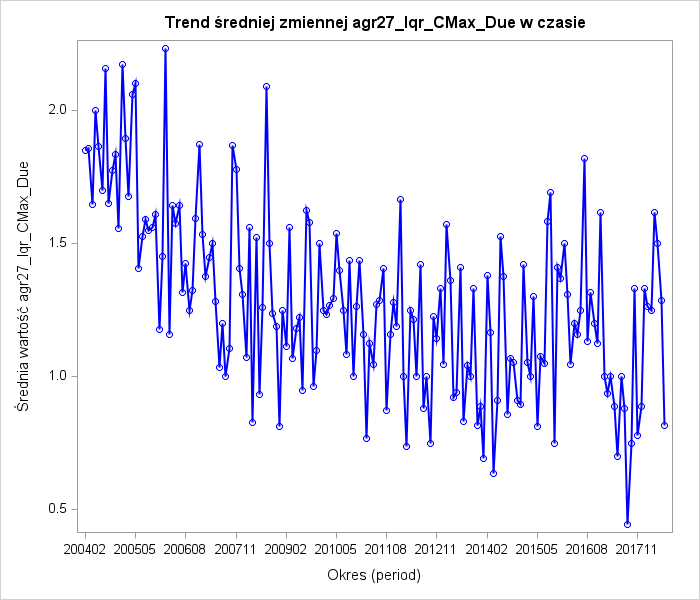 Trend średniej zmiennej agr27_Iqr_CMax_Due w czasie
Średnia wartość agr27_Iqr_CMax_Due
2.0
1.5
1.0
0.5
200402 200505 200608 200711 200902 201005 201108 201211 201402 201505 201608 201711
Okres (period)